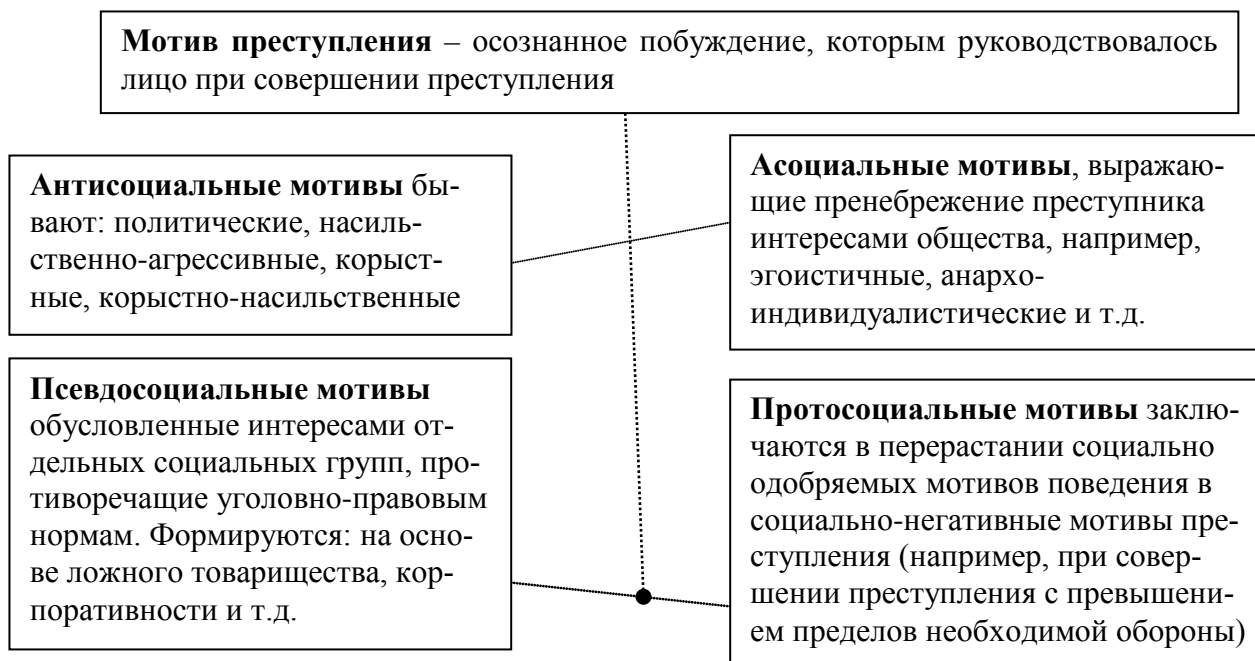 Мотив преступления – осознанное побуждение, которым руководствовалось
лицо при совершении преступления
Антисоциальные мотивы бы-
вают: политические, насиль-
ственно-агрессивные, корыст-
ные, корыстно-насильственные
Асоциальные мотивы, выражаю-
щие пренебрежение преступника
интересами общества, например,
эгоистичные, анархо-
индивидуалистические и т.д.
Псевдосоциальные мотивы
обусловленные интересами от-
дельных социальных групп, про-
тиворечащие уголовно-правовым
нормам. Формируются: на осно-
ве ложного товарищества, кор-
поративности и т.д.
Протосоциальные мотивы заклю-
чаются в перерастании социально
одобряемых мотивов поведения в
социально-негативные мотивы пре-
ступления (например, при совер-
шении преступления с превышени-
ем пределов необходимой обороны)